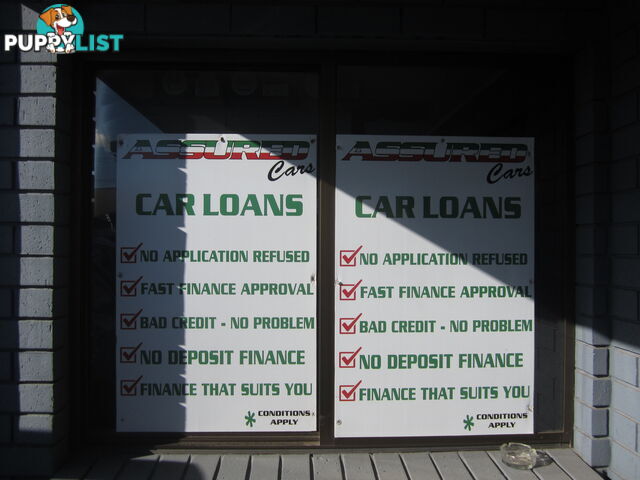 PUPPYLIST
ASSURED
Cars
CAR LOANS
NO APPLICATION REFUSED
FAST FINANCE APPROVAL
BAD CREDIT - NO PROBLEM
NO DEPOSIT FINANCE
FINANCE THAT SUITS YOU
* CONDITIONS
APPLY
ASSURED
Cars
CAR LOANS
NO APPLICATION REFUSED
FAST FINANCE APPROVAL
BAD CREDIT - NO PROBLEM
NO DEPOSIT FINANCE
FINANCE THAT SUITS YOU
* CONDITIONS
APPLY